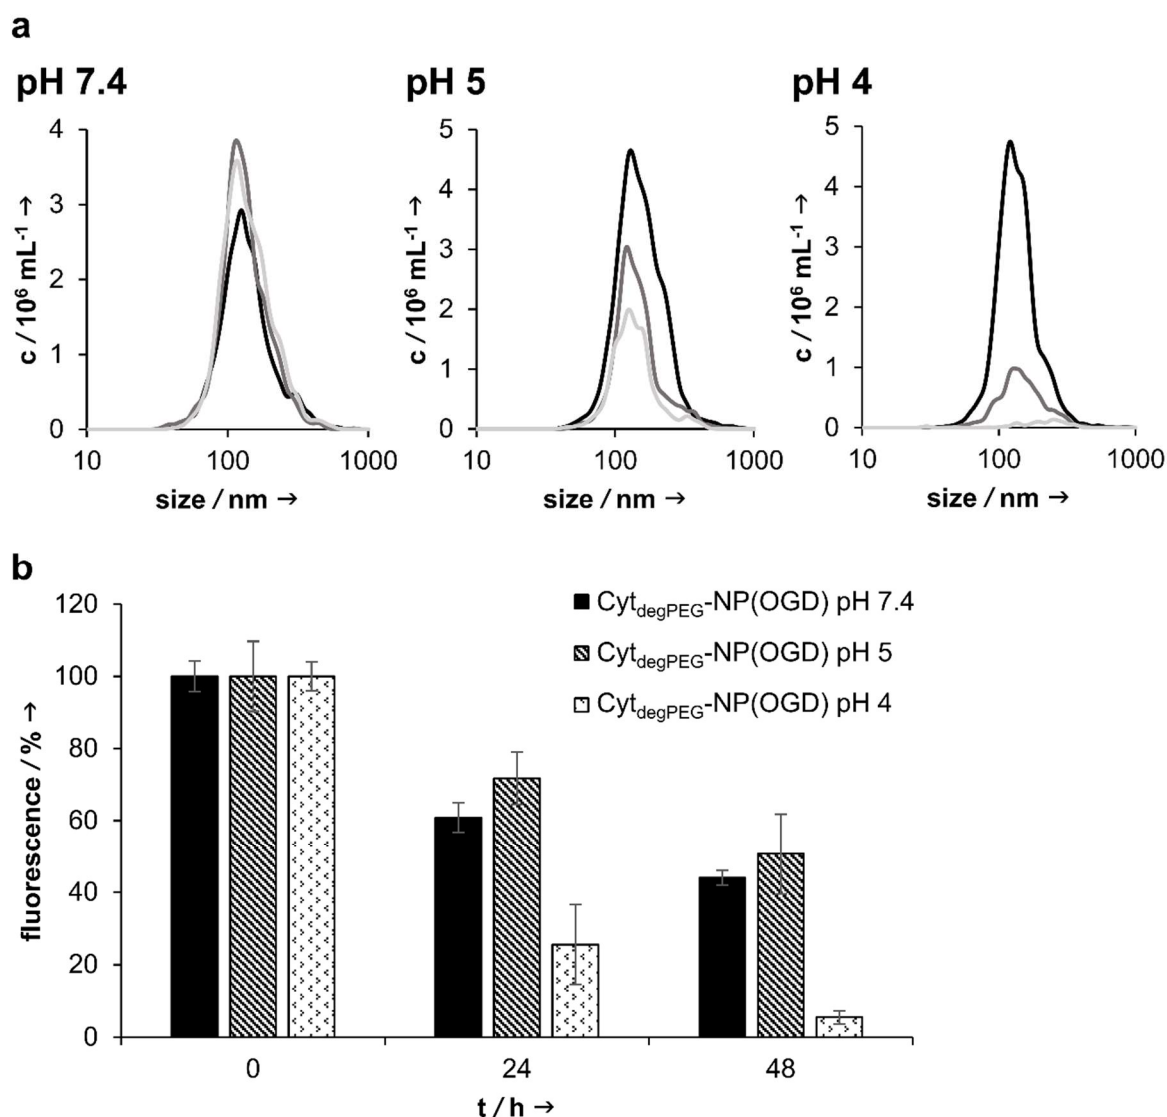 a
pH 7.4
pH 5
pH 4
4
3
2
1
0
c / 10⁶ mL⁻¹ →
10
100
1000
size / nm →
5
4
3
2
1
0
c / 10⁶ mL⁻¹ →
10
100
1000
size / nm →
5
4
3
2
1
0
c / 10⁶ mL⁻¹ →
10
100
1000
size / nm →
b
120
100
80
60
40
20
0
fluorescence / % →
Cyt_degPEG-NP(OGD) pH 7.4
Cyt_degPEG-NP(OGD) pH 5
Cyt_degPEG-NP(OGD) pH 4
0
24
48
t / h →